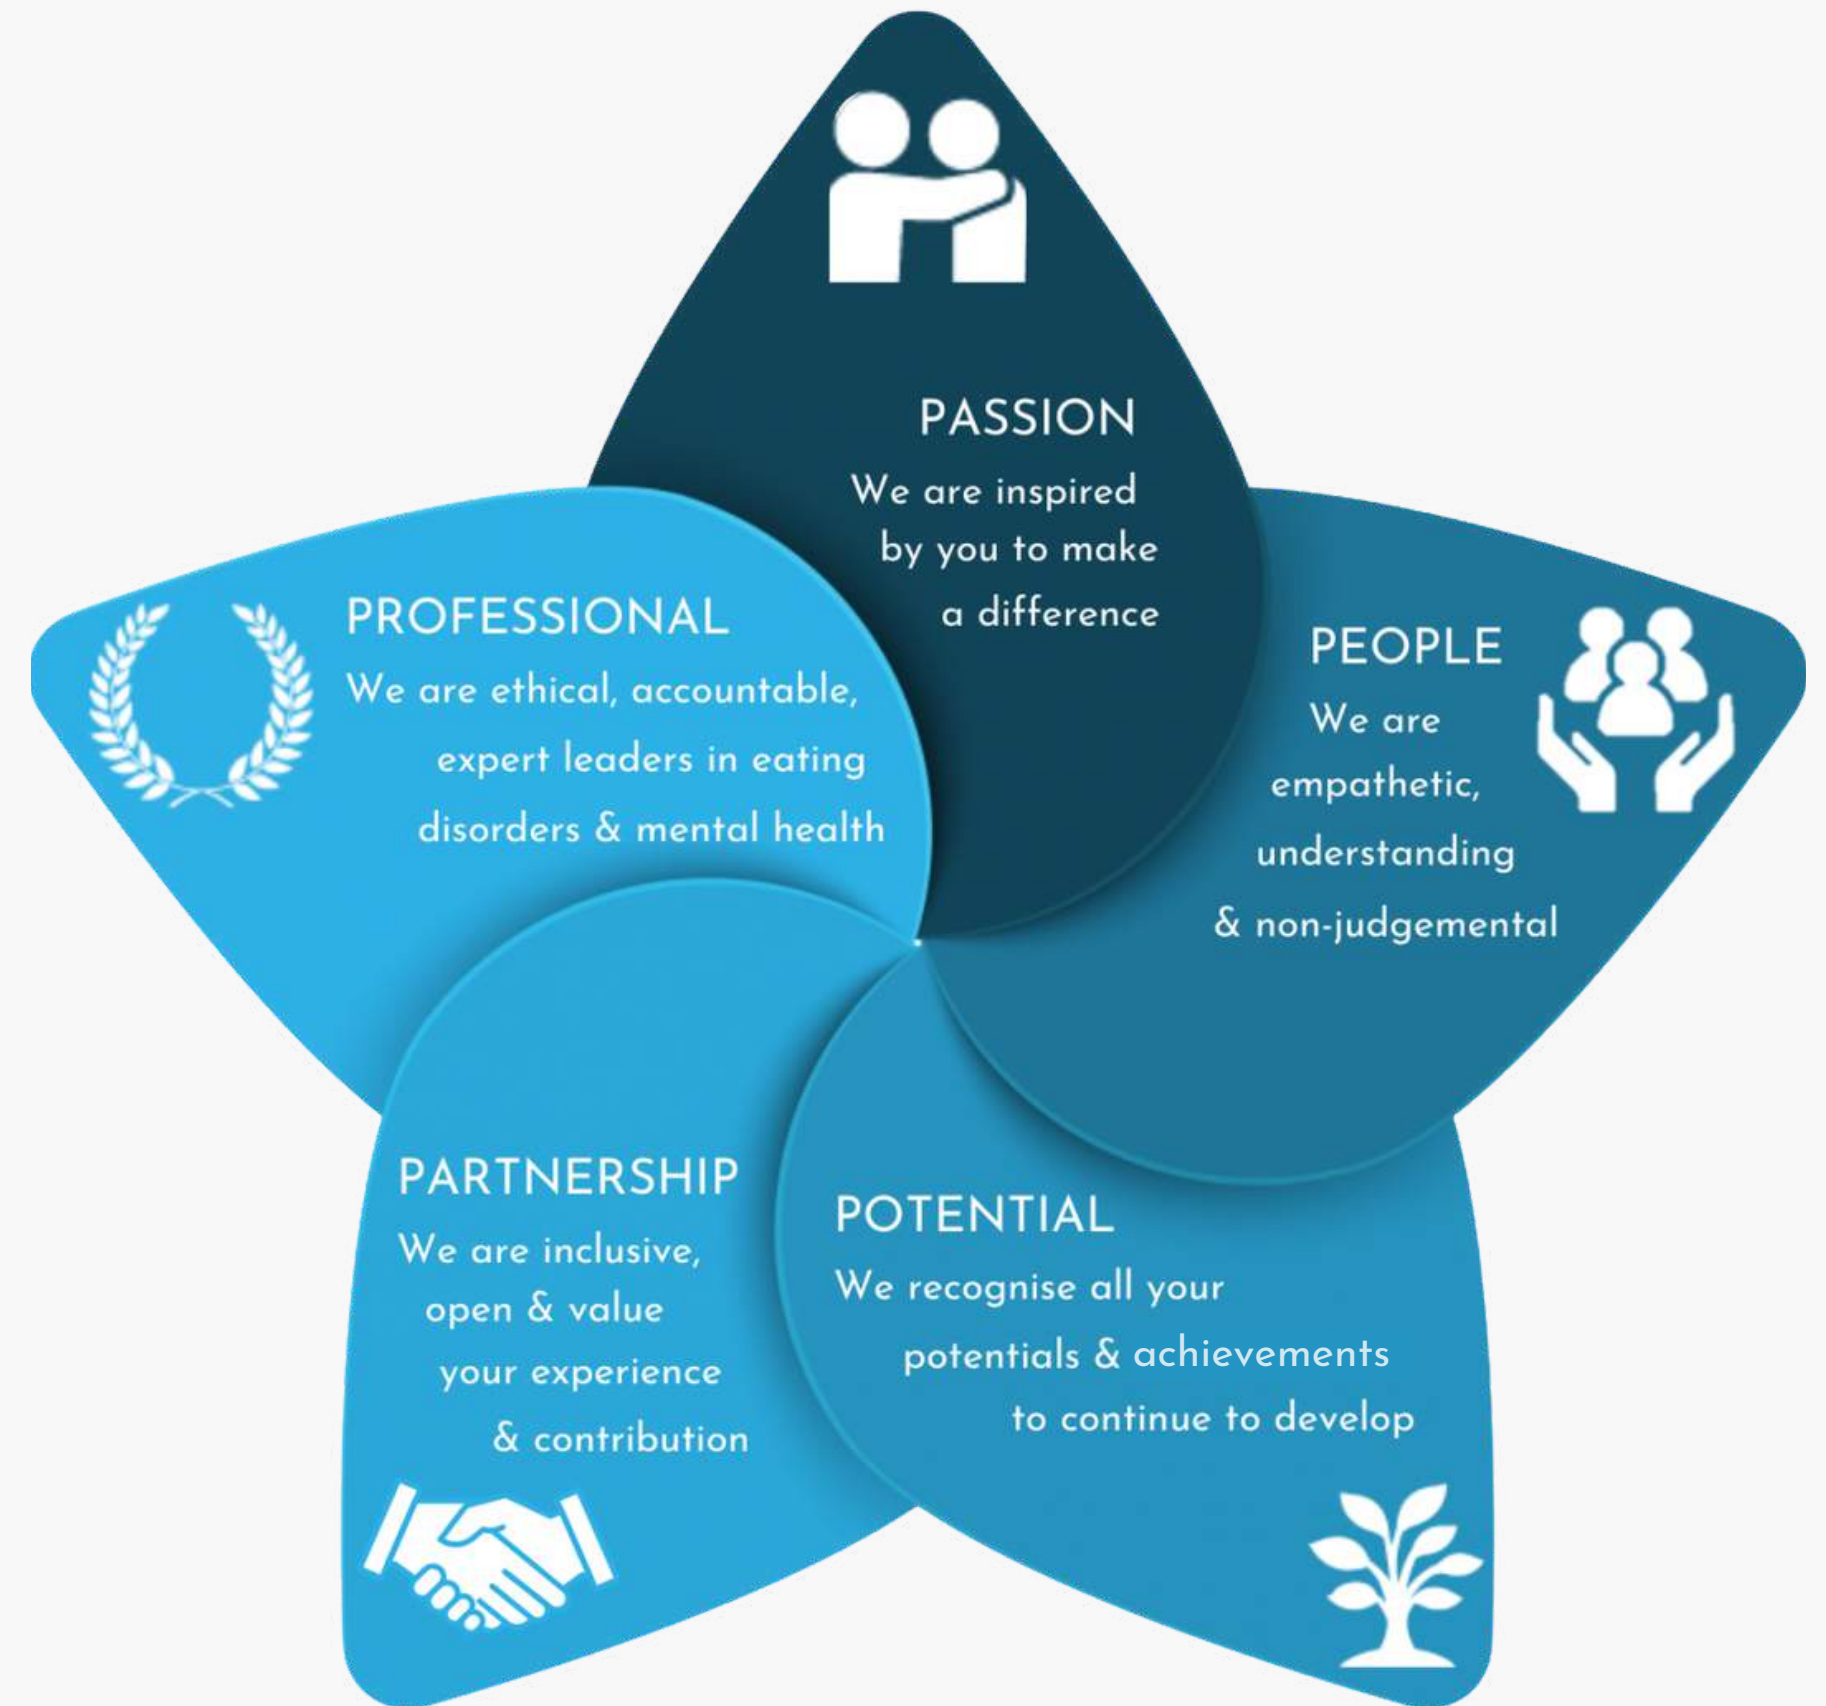 PASSION
We are inspired
by you to make
a difference
PEOPLE
We are
empathetic,
understanding
& non-judgemental
POTENTIAL
We recognise all your
potentials & achievements
to continue to develop
PARTNERSHIP
We are inclusive,
open & value
your experience
& contribution
PROFESSIONAL
We are ethical, accountable,
expert leaders in eating
disorders & mental health